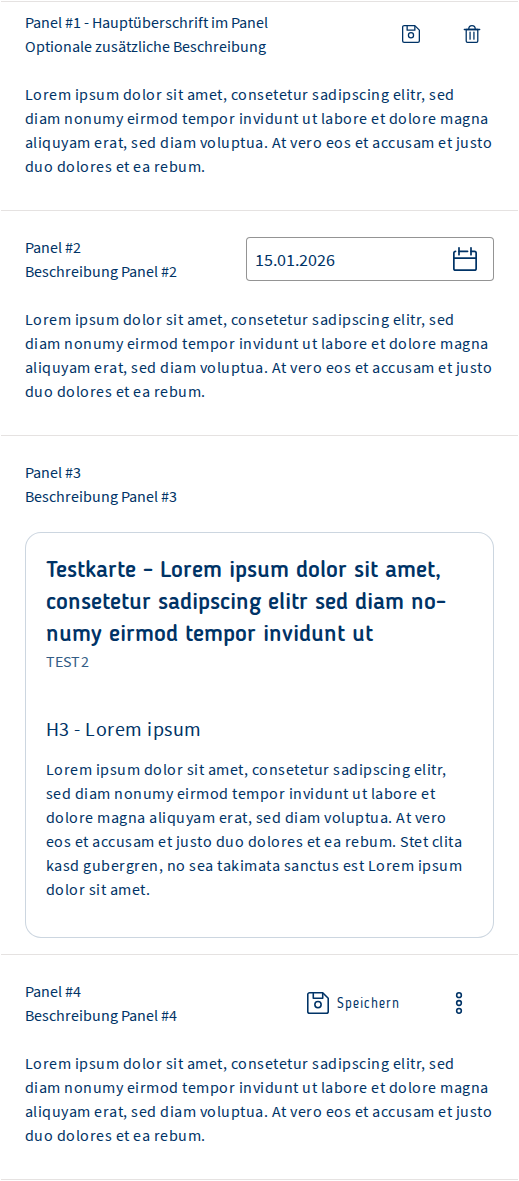 Panel #1 - Hauptüberschrift im Panel
Optionale zusätzliche Beschreibung
Lorem ipsum dolor sit amet, consetetur sadipscing elitr, sed
diam nonumy eirmod tempor invidunt ut labore et dolore magna
aliquyam erat, sed diam voluptua. At vero eos et accusam et justo
duo dolores et ea rebum.
Panel #2
Beschreibung Panel #2
15.01.2026
Lorem ipsum dolor sit amet, consetetur sadipscing elitr, sed
diam nonumy eirmod tempor invidunt ut labore et dolore magna
aliquyam erat, sed diam voluptua. At vero eos et accusam et justo
duo dolores et ea rebum.
Panel #3
Beschreibung Panel #3
Testkarte - Lorem ipsum dolor sit amet,
consetetur sadipscing elitr sed diam no-
numy eirmod tempor invidunt ut
TEST2
H3 - Lorem ipsum
Lorem ipsum dolor sit amet, consetetur sadipscing elitr,
sed diam nonumy eirmod tempor invidunt ut labore et
dolore magna aliquyam erat, sed diam voluptua. At vero
eos et accusam et justo duo dolores et ea rebum. Stet clita
kasd gubergren, no sea takimata sanctus est Lorem ipsum
dolor sit amet.
Panel #4
Beschreibung Panel #4
Speichern
Lorem ipsum dolor sit amet, consetetur sadipscing elitr, sed
diam nonumy eirmod tempor invidunt ut labore et dolore magna
aliquyam erat, sed diam voluptua. At vero eos et accusam et justo
duo dolores et ea rebum.